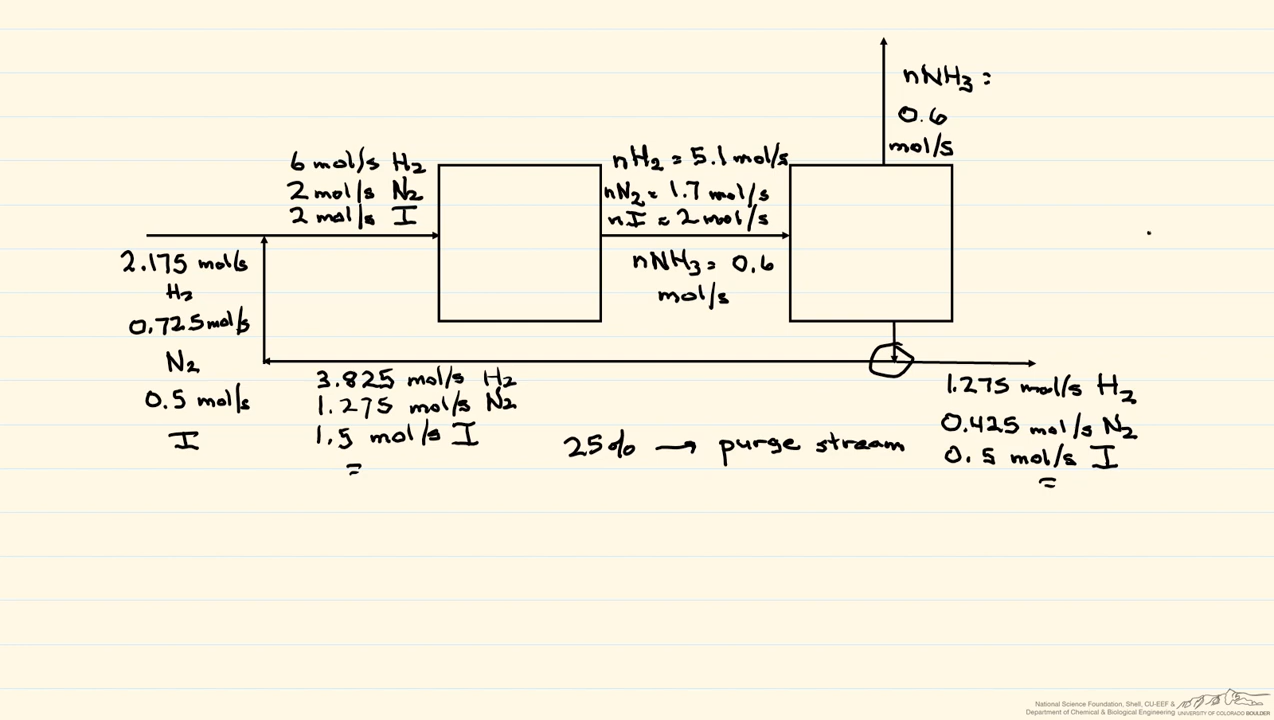 nNH3 =
0.6
mol/s
6 mol/s H2
2 mol/s N2
2 mol/s I
nH2 = 5.1 mol/s
nN2 = 1.7 mol/s
nI = 2 mol/s
nNH3 = 0.6
mol/s
2.175 mol/s
H2
0.725 mol/s
N2
0.5 mol/s
I
3.825 mol/s H2
1.275 mol/s N2
1.5 mol/s I
=
25% → purge stream
1.275 mol/s H2
0.425 mol/s N2
0.5 mol/s I
=
National Science Foundation, Shell, CU-EEF &
Department of Chemical & Biological Engineering UNIVERSITY OF COLORADO BOULDER